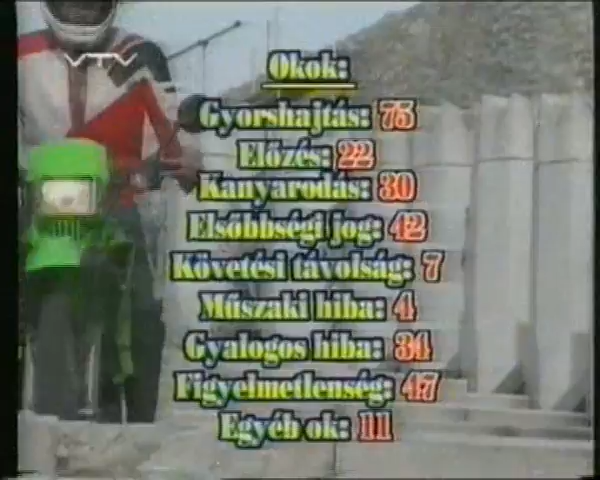 VTV
Okok:
Gyorshajtás: 75
Előzés: 22
Kanyarodás: 30
Elsőbbségi jog: 42
Követési távolság: 7
Műszaki hiba: 4
Gyalogos hiba: 34
Figyelmetlenség: 47
Egyéb ok: 11